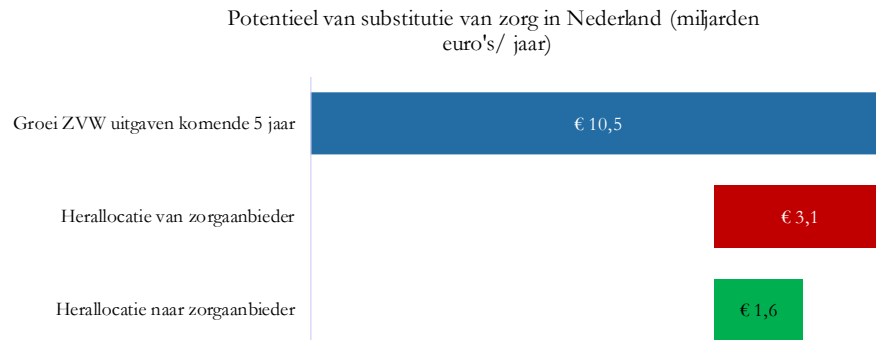 Potentieel van substitutie van zorg in Nederland (miljarden
euro's/ jaar)
Groei ZVW uitgaven komende 5 jaar
€ 10,5
Herallocatie van zorgaanbieder
€ 3,1
Herallocatie naar zorgaanbieder
€ 1,6